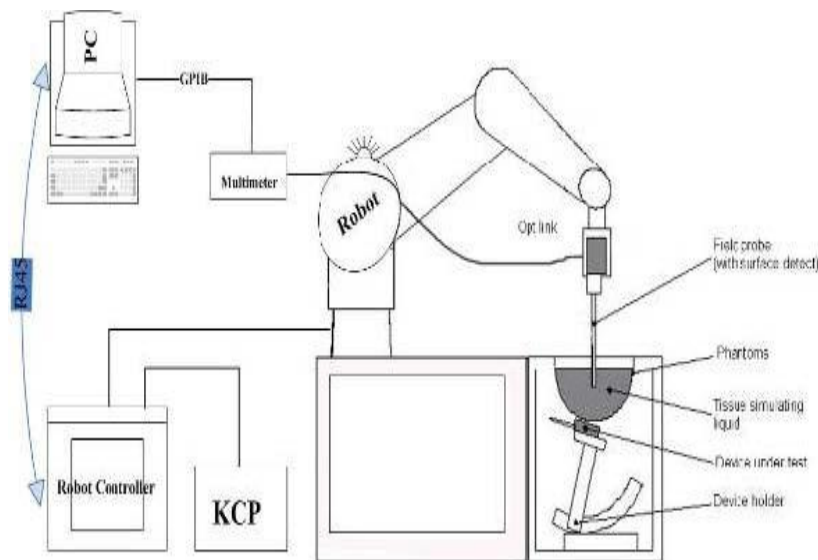 PC
GPIB
Multimeter
Robot
Opt link
Field probe
(with surface detect)
RJ45
Phantoms
Tissue simulating
liquid
Device under test
Device holder
Robot Controller
KCP